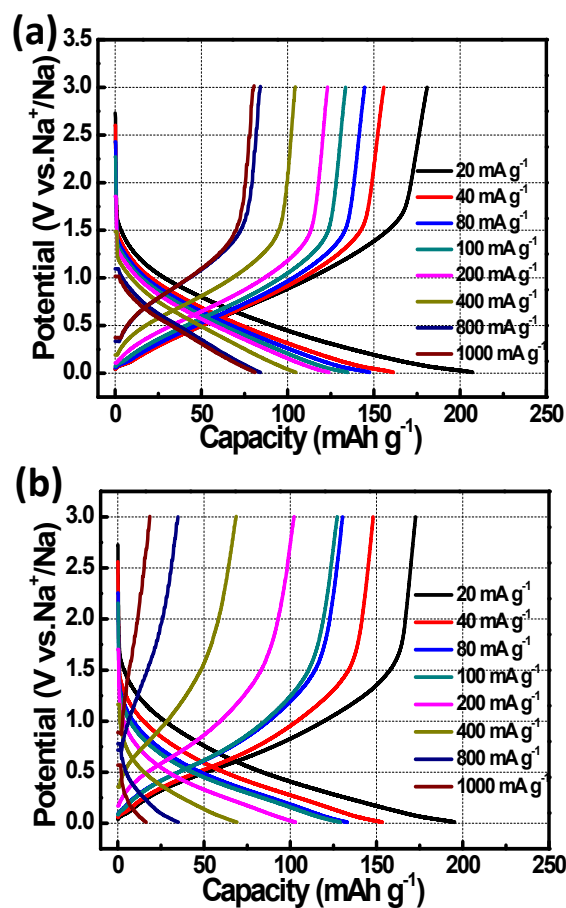 (a)
3.5
3.0
2.5
2.0
1.5
1.0
0.5
0.0
Potential (V vs.Na⁺/Na)
20 mA g⁻¹
40 mA g⁻¹
80 mA g⁻¹
100 mA g⁻¹
200 mA g⁻¹
400 mA g⁻¹
800 mA g⁻¹
1000 mA g⁻¹
0 50 100 150 200 250
Capacity (mAh g⁻¹)
(b)
3.0
2.5
2.0
1.5
1.0
0.5
0.0
Potential (V vs.Na⁺/Na)
20 mA g⁻¹
40 mA g⁻¹
80 mA g⁻¹
100 mA g⁻¹
200 mA g⁻¹
400 mA g⁻¹
800 mA g⁻¹
1000 mA g⁻¹
0 50 100 150 200 250
Capacity (mAh g⁻¹)